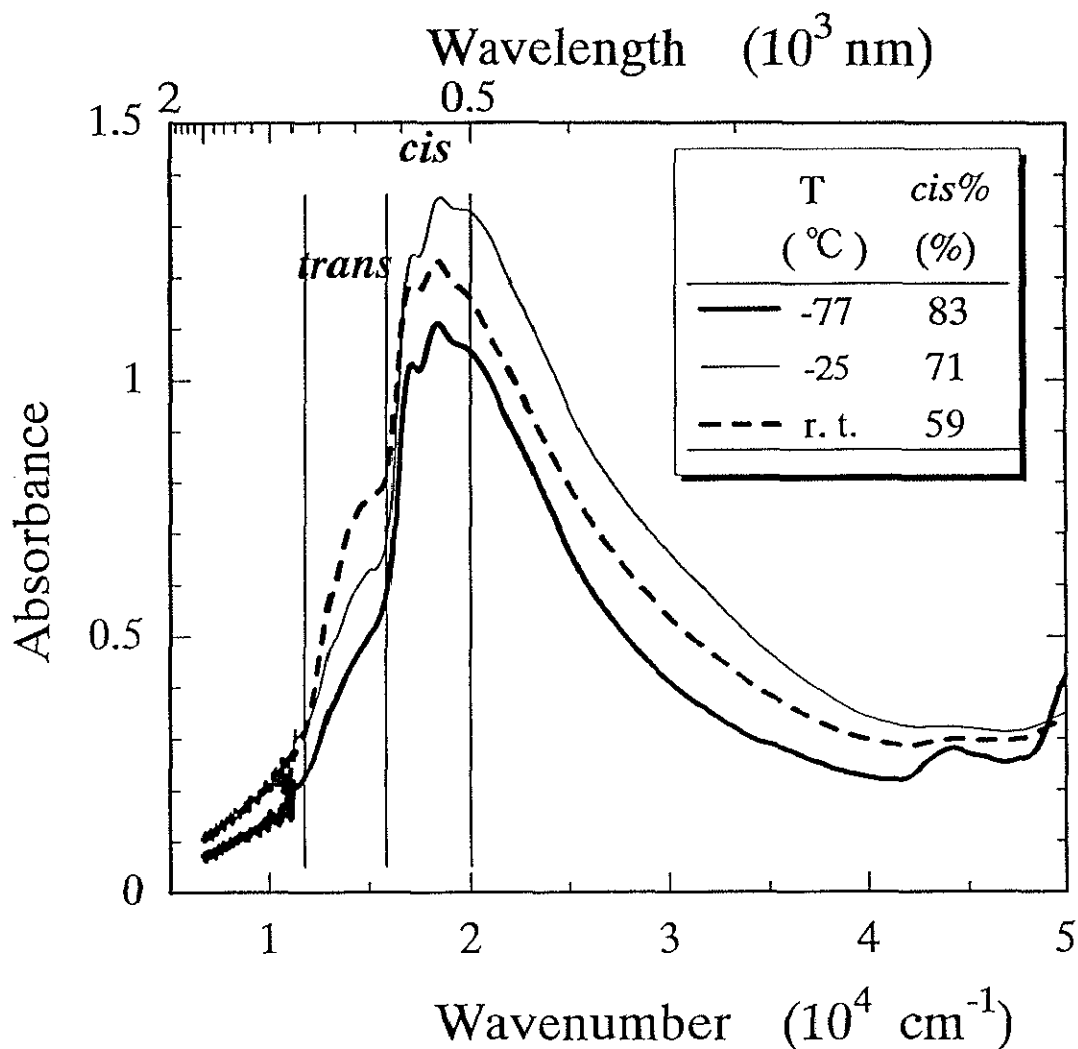 Wavelength (10³ nm)
2 0.5
1.5
1
0.5
0
Absorbance
cis
trans
T cis%
(℃) (%)
-77 83
-25 71
r. t. 59
1 2 3 4 5
Wavenumber (10⁴ cm⁻¹)